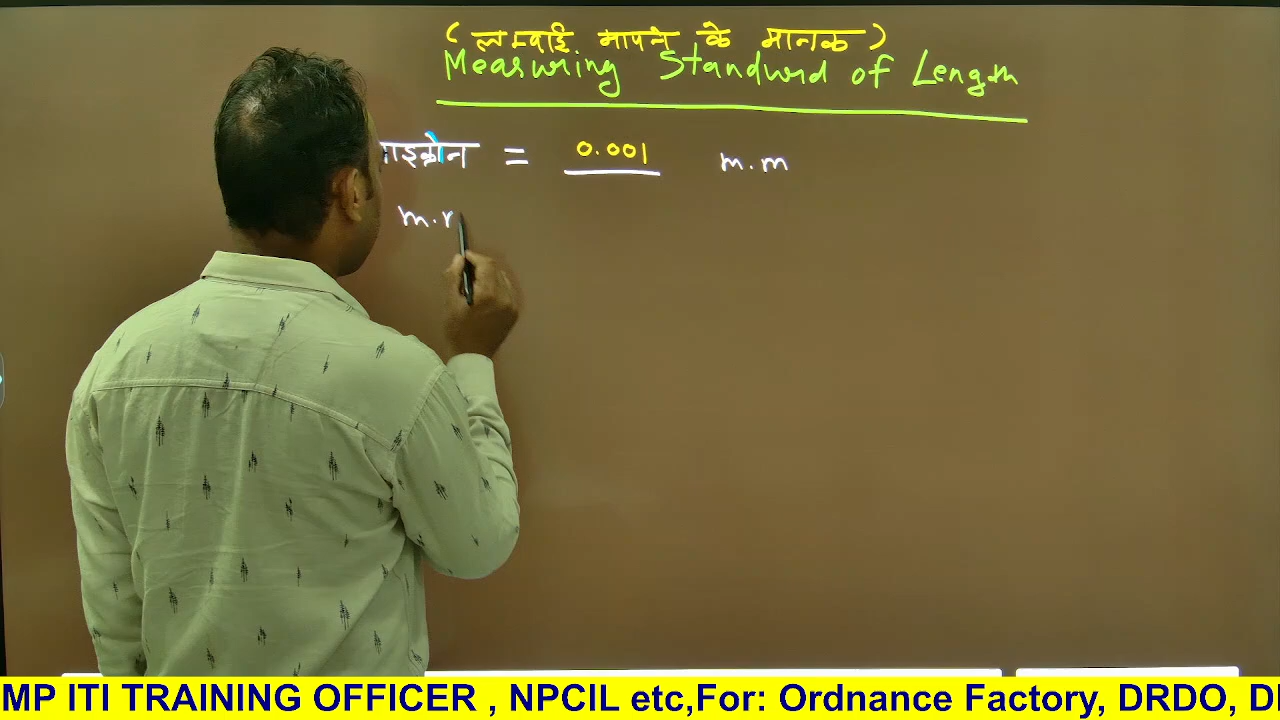 ( लम्बाई मापने के मानक )
Measuring Standard of Length
माइक्रोन = 0.001 m.m
m.
MP ITI TRAINING OFFICER , NPCIL etc,For: Ordnance Factory, DRDO,